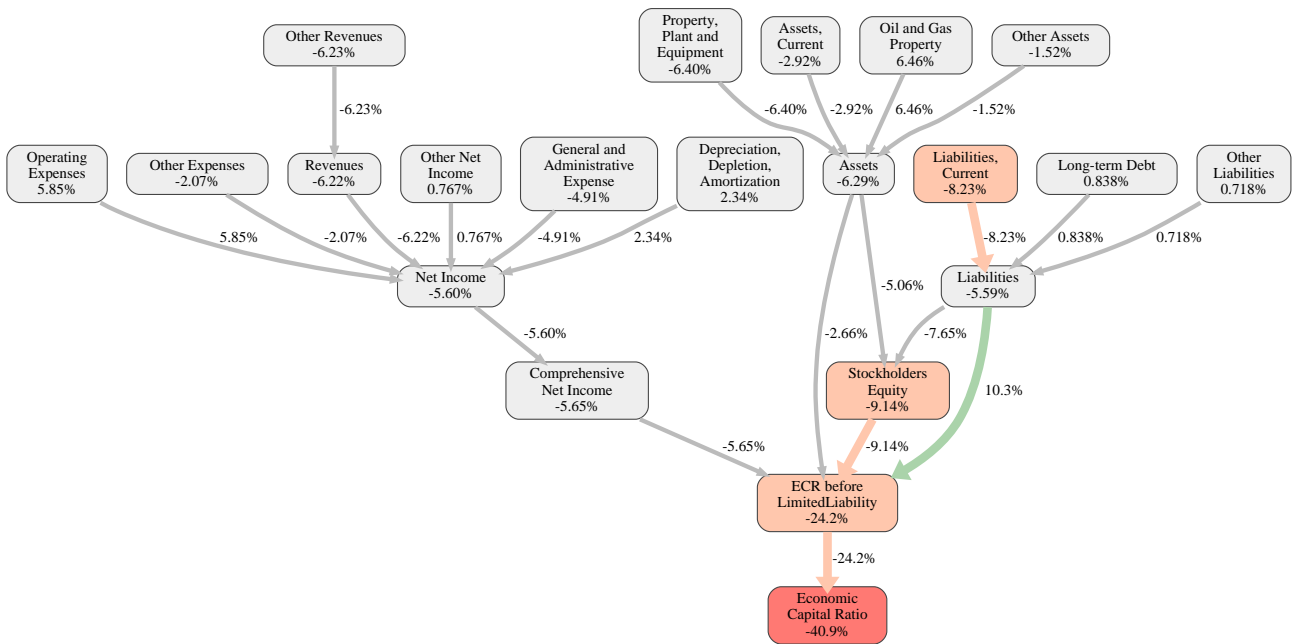 Other Revenues
-6.23%
Property,
Plant and
Equipment
-6.40%
Assets,
Current
-2.92%
Oil and Gas
Property
6.46%
Other Assets
-1.52%
-6.23%
-6.40%
-2.92%
6.46%
-1.52%
Operating
Expenses
5.85%
Other Expenses
-2.07%
Revenues
-6.22%
Other Net
Income
0.767%
General and
Administrative
Expense
-4.91%
Depreciation,
Depletion,
Amortization
2.34%
Assets
-6.29%
Liabilities,
Current
-8.23%
Long-term Debt
0.838%
Other
Liabilities
0.718%
5.85%
-2.07%
-6.22%
0.767%
-4.91%
2.34%
-8.23%
0.838%
0.718%
Net Income
-5.60%
Liabilities
-5.59%
-5.06%
-5.60%
-2.66%
-7.65%
Comprehensive
Net Income
-5.65%
Stockholders
Equity
-9.14%
10.3%
-5.65%
-9.14%
ECR before
LimitedLiability
-24.2%
-24.2%
Economic
Capital Ratio
-40.9%